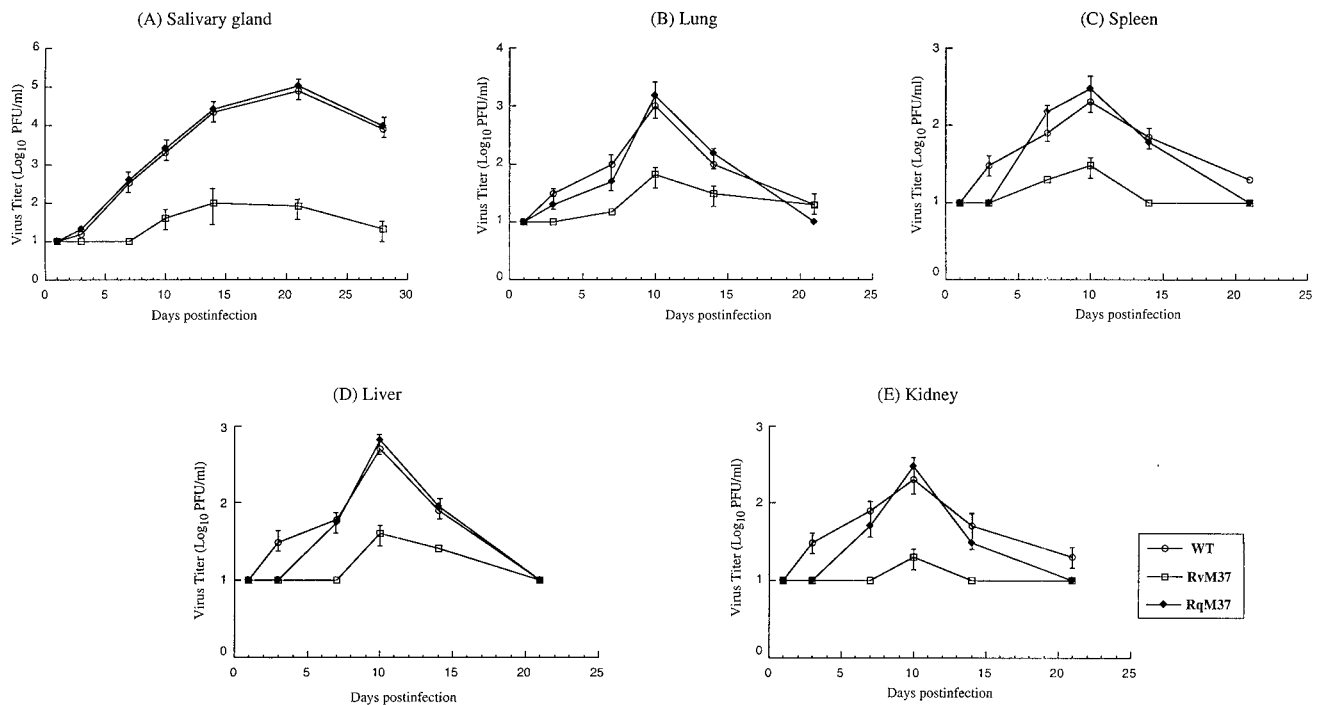 (A) Salivary gland
(B) Lung
(C) Spleen
Virus Titer (Log10 PFU/ml)
6
5
4
3
2
1
0
0 5 10 15 20 25 30
Days postinfection
Virus Titer (Log10 PFU/ml)
4
3
2
1
0
0 5 10 15 20 25
Days postinfection
Virus Titer (Log10 PFU/ml)
3
2
1
0
0 5 10 15 20 25
Days postinfection
(D) Liver
(E) Kidney
Virus Titer (Log10 PFU/ml)
3
2
1
0
0 5 10 15 20 25
Days postinfection
Virus Titer (Log10 PFU/ml)
3
2
1
0
0 5 10 15 20 25
Days postinfection
WT
RvM37
RqM37